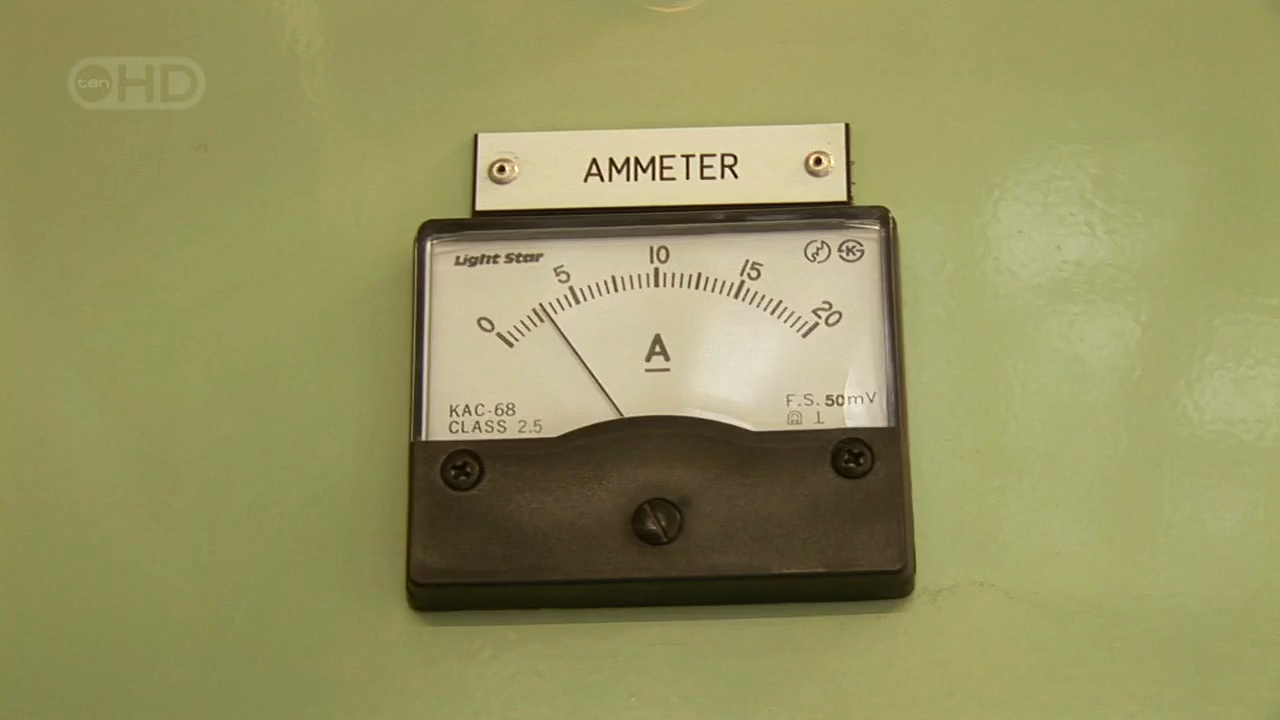 ten HD
AMMETER
Light Star
0 5 10 15 20
K
A
KAC-68
CLASS 2.5
F.S. 50mV